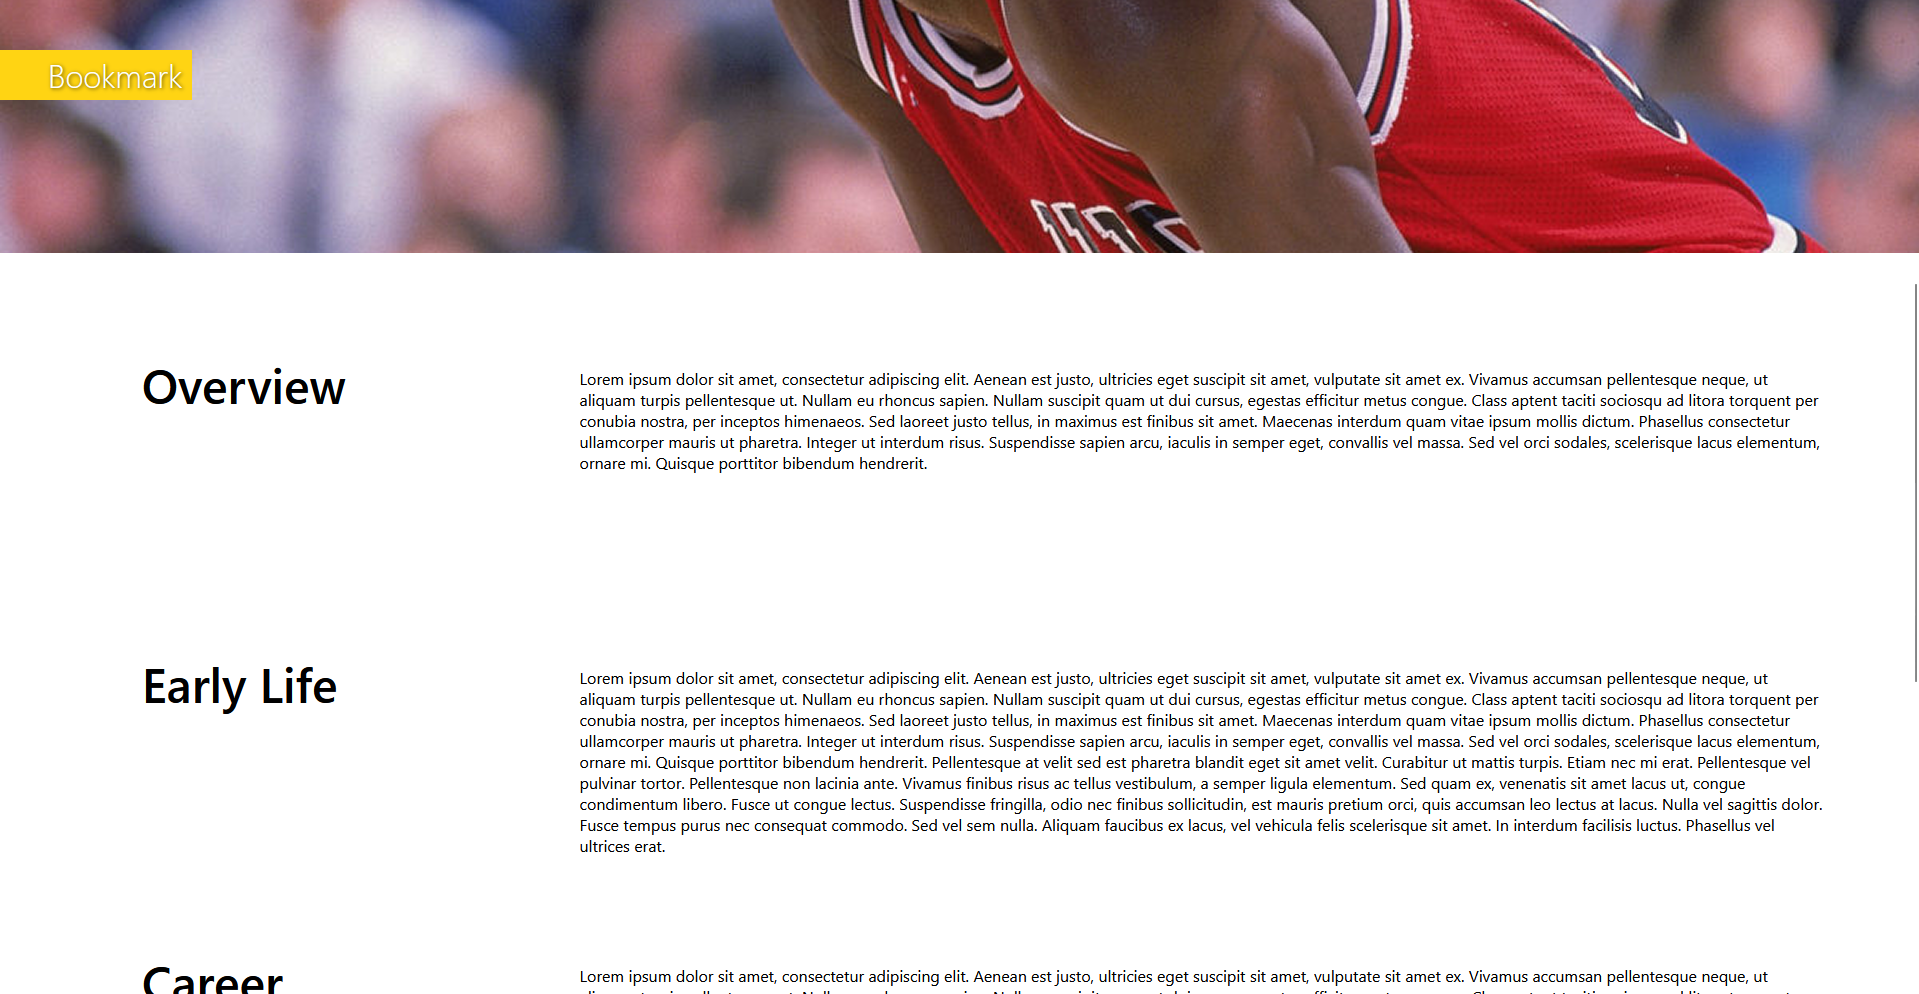 Bookmark
Overview
Lorem ipsum dolor sit amet, consectetur adipiscing elit. Aenean est justo, ultricies eget suscipit sit amet, vulputate sit amet ex. Vivamus accumsan pellentesque neque, ut
aliquam turpis pellentesque ut. Nullam eu rhoncus sapien. Nullam suscipit quam ut dui cursus, egestas efficitur metus congue. Class aptent taciti sociosqu ad litora torquent per
conubia nostra, per inceptos himenaeos. Sed laoreet justo tellus, in maximus est finibus sit amet. Maecenas interdum quam vitae ipsum mollis dictum. Phasellus consectetur
ullamcorper mauris ut pharetra. Integer ut interdum risus. Suspendisse sapien arcu, iaculis in semper eget, convallis vel massa. Sed vel orci sodales, scelerisque lacus elementum,
ornare mi. Quisque porttitor bibendum hendrerit.
Early Life
Lorem ipsum dolor sit amet, consectetur adipiscing elit. Aenean est justo, ultricies eget suscipit sit amet, vulputate sit amet ex. Vivamus accumsan pellentesque neque, ut
aliquam turpis pellentesque ut. Nullam eu rhoncus sapien. Nullam suscipit quam ut dui cursus, egestas efficitur metus congue. Class aptent taciti sociosqu ad litora torquent per
conubia nostra, per inceptos himenaeos. Sed laoreet justo tellus, in maximus est finibus sit amet. Maecenas interdum quam vitae ipsum mollis dictum. Phasellus consectetur
ullamcorper mauris ut pharetra. Integer ut interdum risus. Suspendisse sapien arcu, iaculis in semper eget, convallis vel massa. Sed vel orci sodales, scelerisque lacus elementum,
ornare mi. Quisque porttitor bibendum hendrerit. Pellentesque at velit sed est pharetra blandit eget sit amet velit. Curabitur ut mattis turpis. Etiam nec mi erat. Pellentesque vel
pulvinar tortor. Pellentesque non lacinia ante. Vivamus finibus risus ac tellus vestibulum, a semper ligula elementum. Sed quam ex, venenatis sit amet lacus ut, congue
condimentum libero. Fusce ut congue lectus. Suspendisse fringilla, odio nec finibus sollicitudin, est mauris pretium orci, quis accumsan leo lectus at lacus. Nulla vel sagittis dolor.
Fusce tempus purus nec consequat commodo. Sed vel sem nulla. Aliquam faucibus ex lacus, vel vehicula felis scelerisque sit amet. In interdum facilisis luctus. Phasellus vel
ultrices erat.
Career
Lorem ipsum dolor sit amet, consectetur adipiscing elit. Aenean est justo, ultricies eget suscipit sit amet, vulputate sit amet ex. Vivamus accumsan pellentesque neque, ut